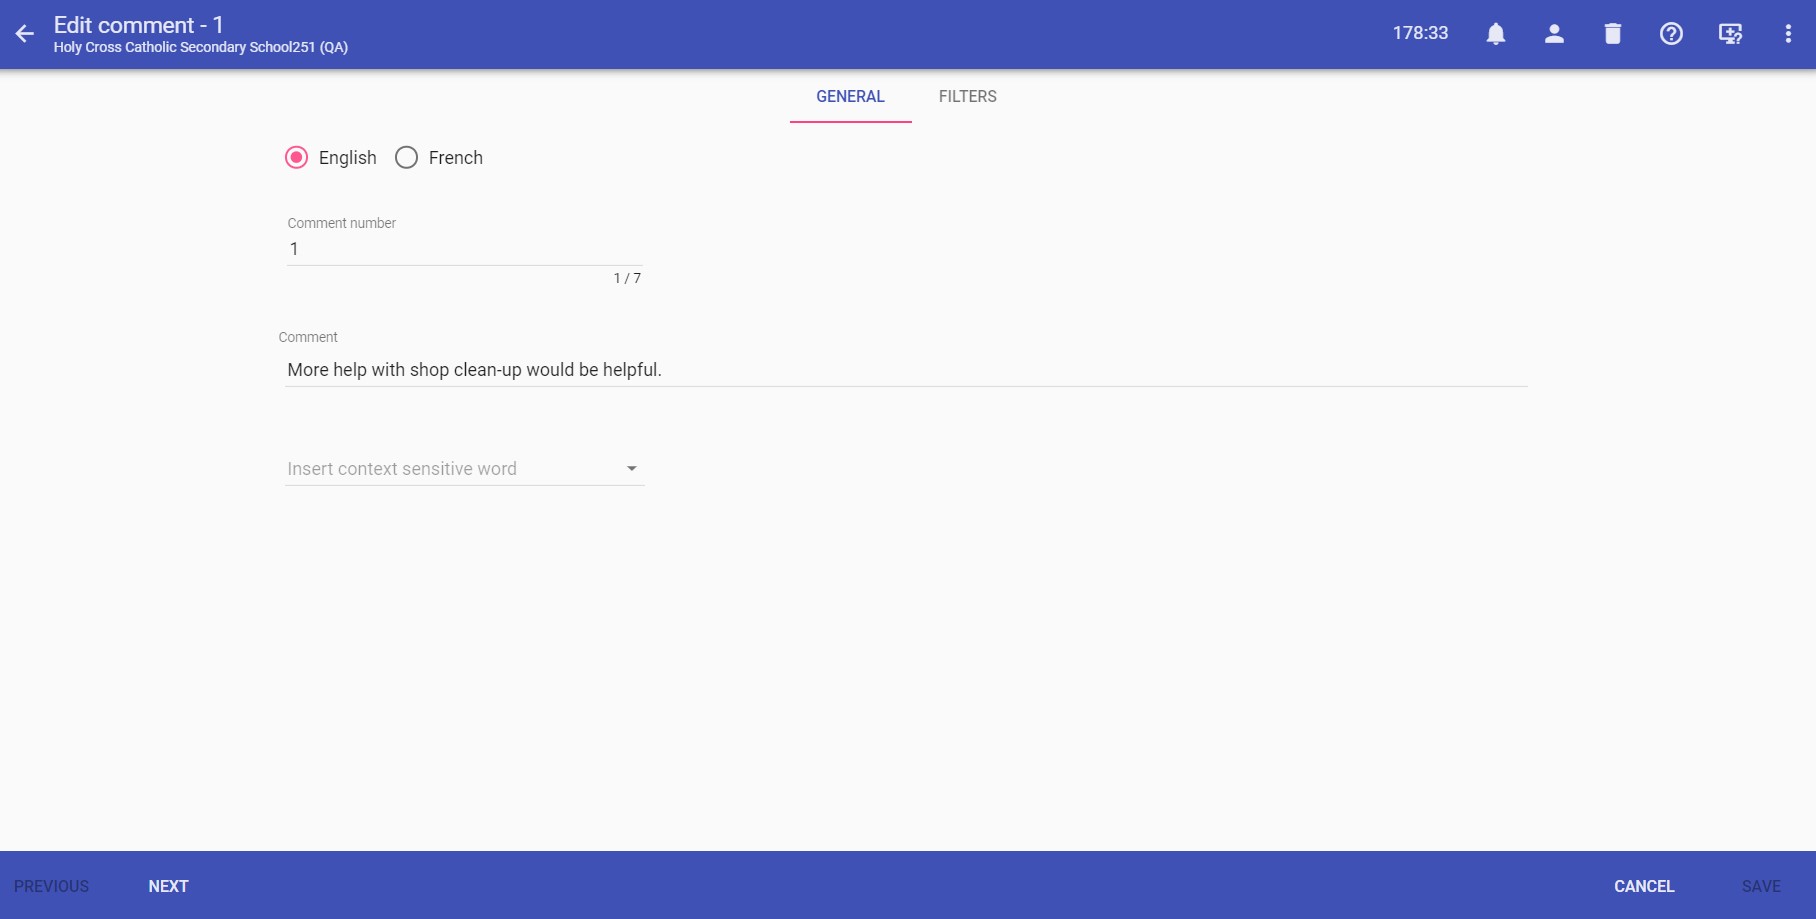 Edit comment - 1
Holy Cross Catholic Secondary School251 (QA)
178:33
GENERAL
FILTERS
English
French
Comment number
1
1 / 7
Comment
More help with shop clean-up would be helpful.
Insert context sensitive word
PREVIOUS
NEXT
CANCEL
SAVE